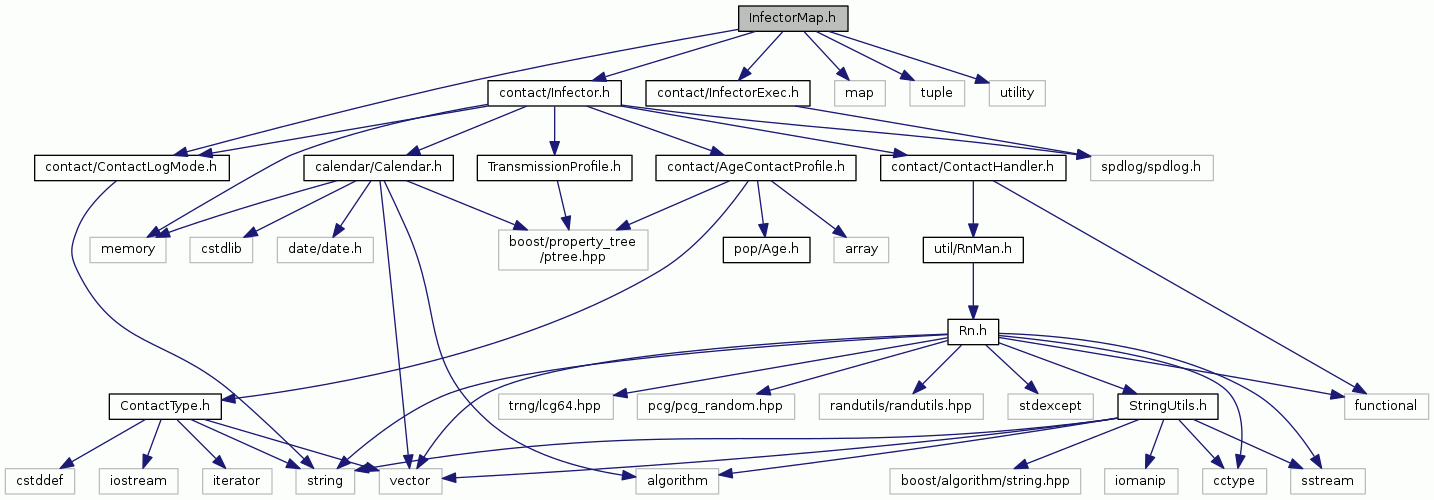 InfectorMap.h
contact/Infector.h
contact/InfectorExec.h
map
tuple
utility
contact/ContactLogMode.h
calendar/Calendar.h
TransmissionProfile.h
contact/AgeContactProfile.h
contact/ContactHandler.h
spdlog/spdlog.h
memory
cstdlib
date/date.h
boost/property_tree
/ptree.hpp
pop/Age.h
array
util/RnMan.h
Rn.h
ContactType.h
trng/lcg64.hpp
pcg/pcg_random.hpp
randutils/randutils.hpp
stdexcept
StringUtils.h
functional
cstddef
iostream
iterator
string
vector
algorithm
boost/algorithm/string.hpp
iomanip
cctype
sstream